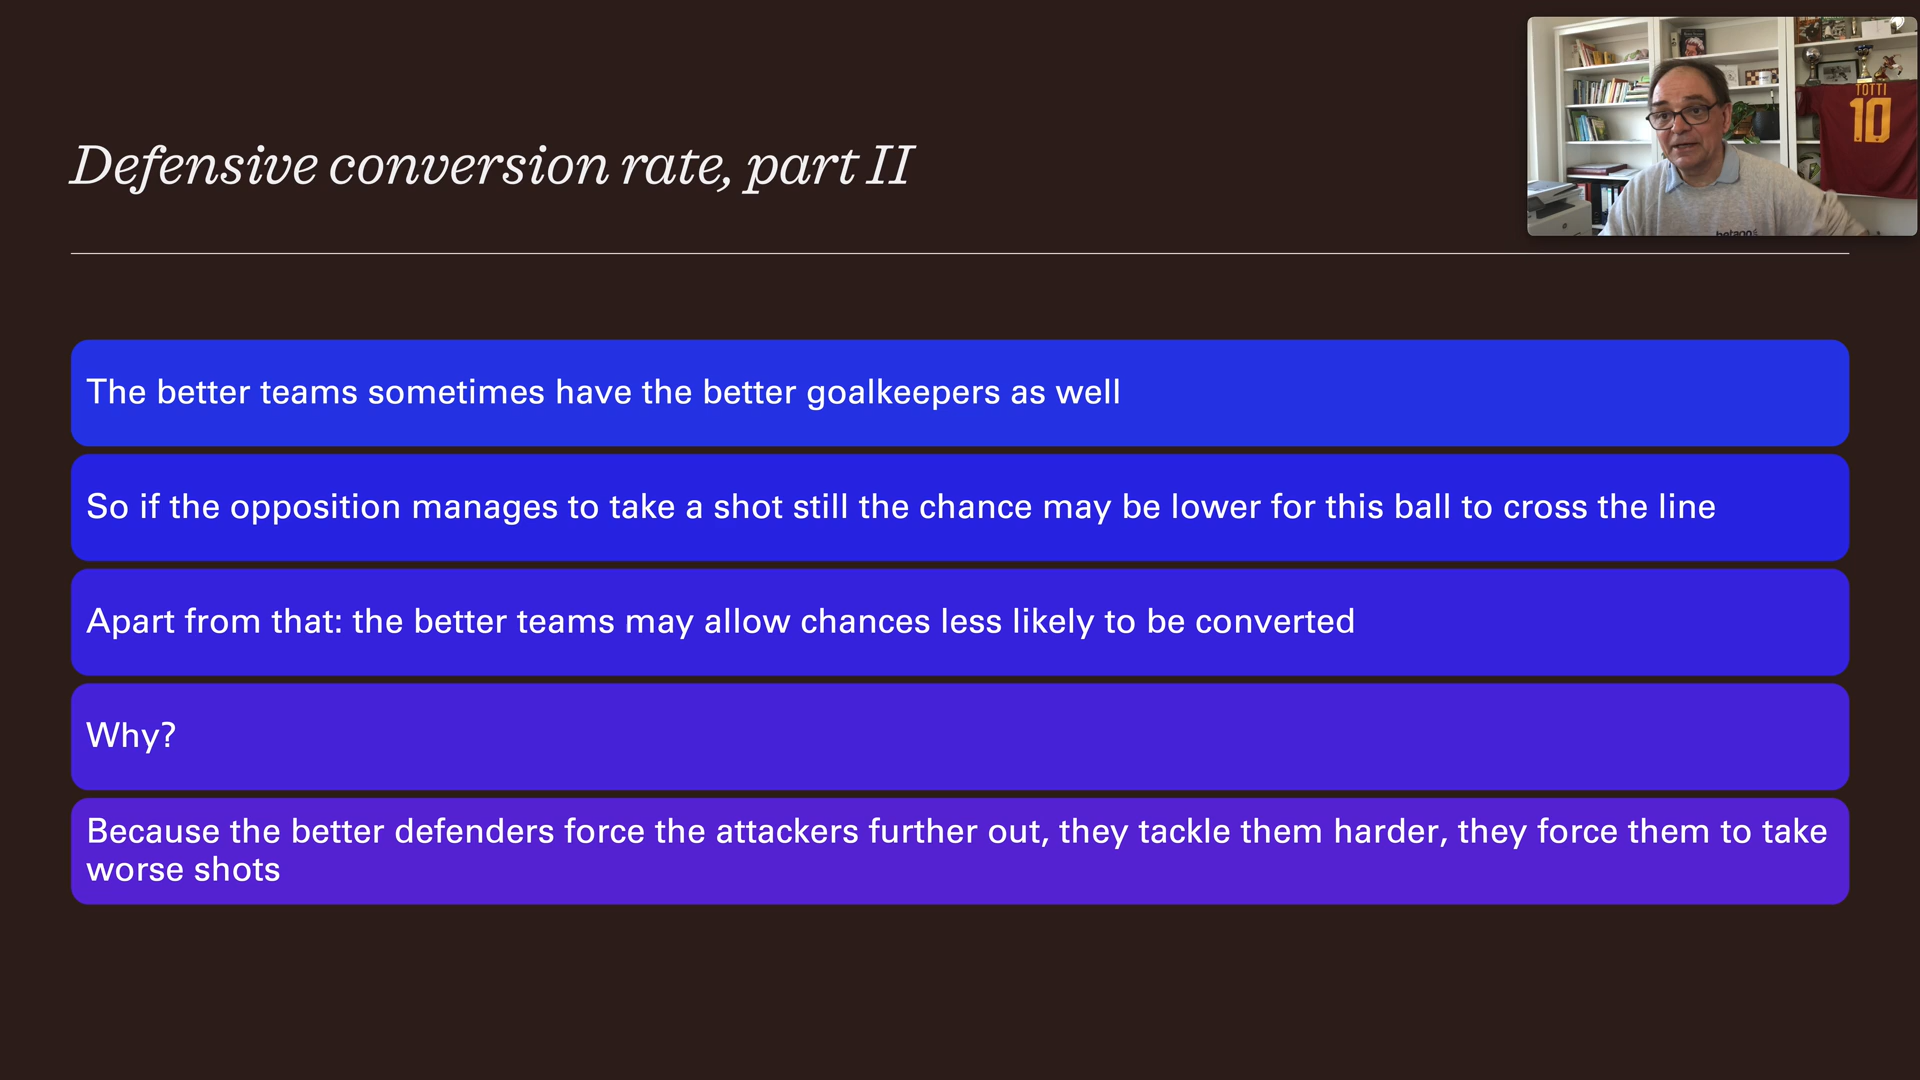 Defensive conversion rate, part II
TOTTI
10
The better teams sometimes have the better goalkeepers as well
So if the opposition manages to take a shot still the chance may be lower for this ball to cross the line
Apart from that: the better teams may allow chances less likely to be converted
Why?
Because the better defenders force the attackers further out, they tackle them harder, they force them to take
worse shots